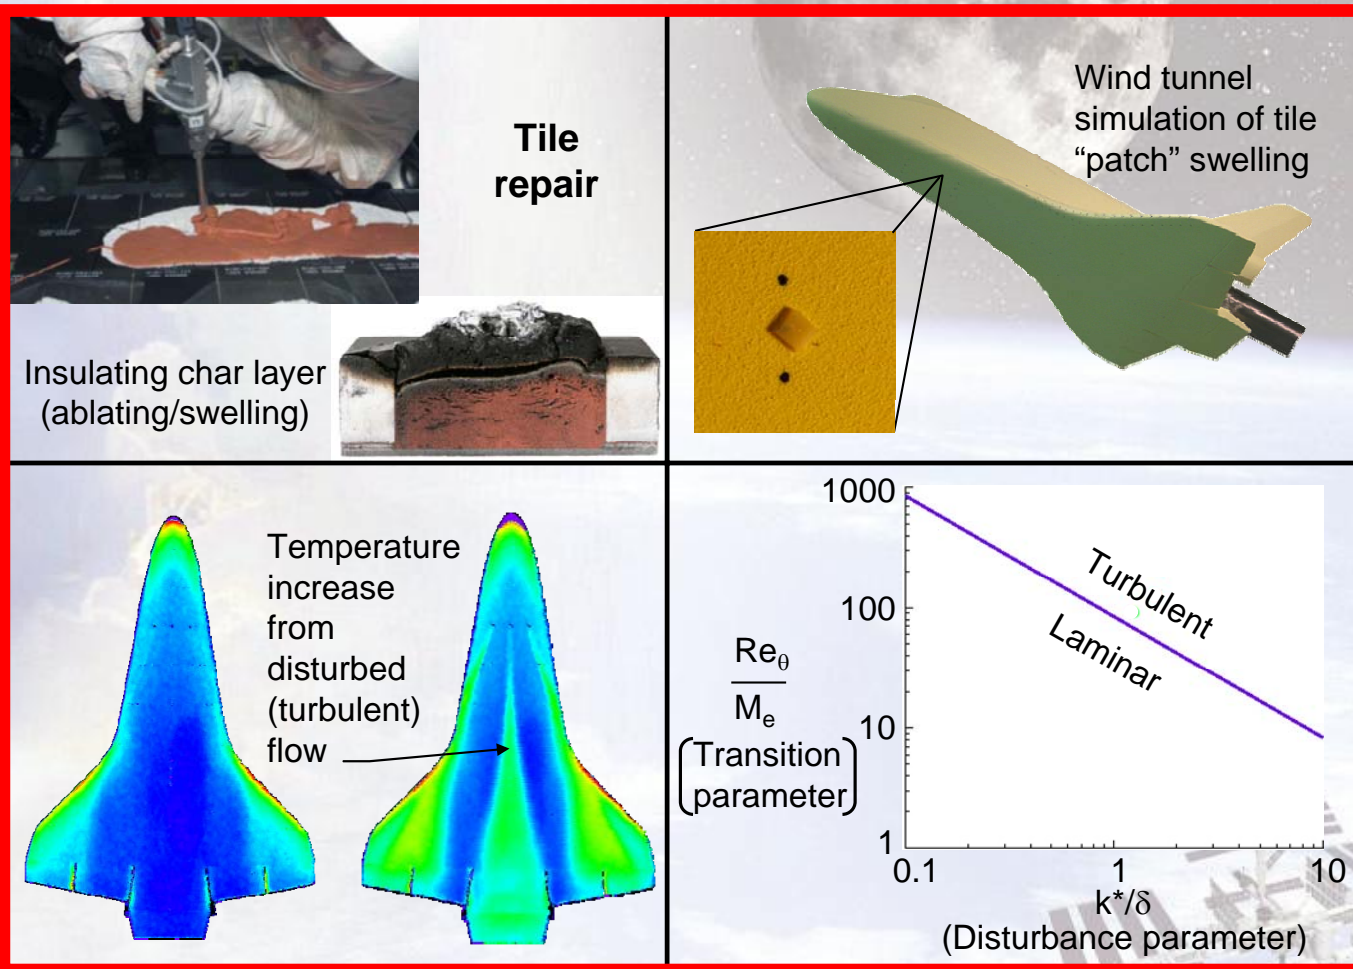 Tile
repair
Insulating char layer
(ablating/swelling)
Wind tunnel
simulation of tile
“patch” swelling
Temperature
increase
from
disturbed
(turbulent)
flow
1000
100
10
1
Re_θ
M_e
(Transition
parameter)
Turbulent
Laminar
0.1
1
10
k*/δ
(Disturbance parameter)